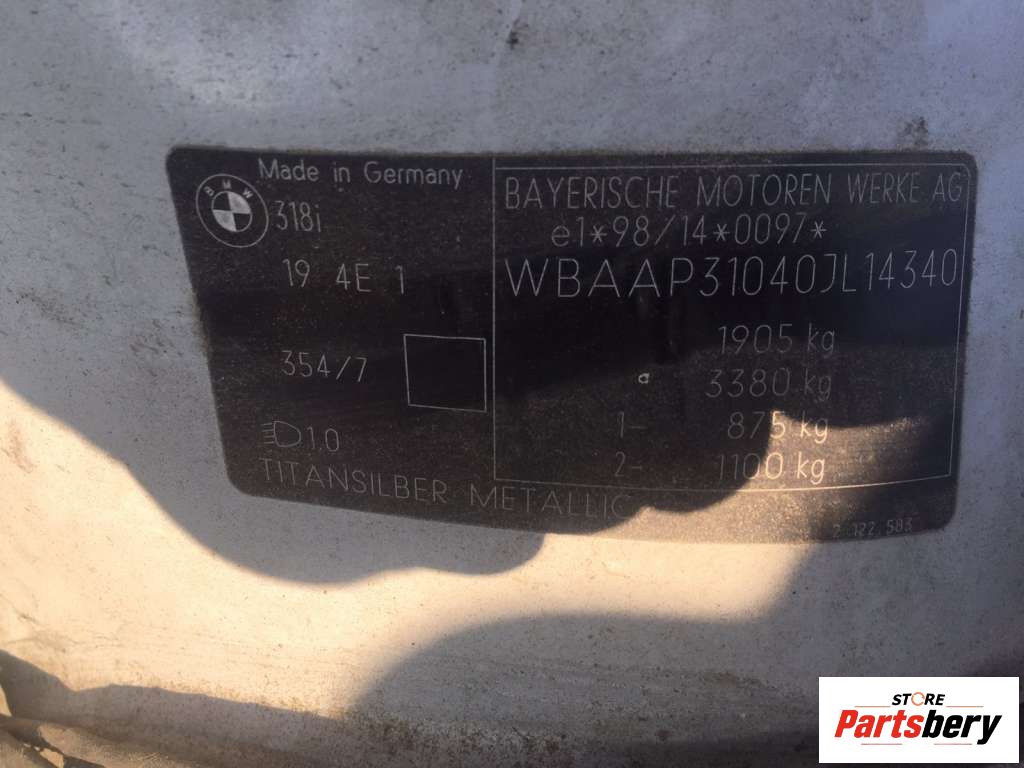 Made in Germany
BMW
318i
19 4E 1
354/7
1.0
TITANSILBER METALLIC
BAYERISCHE MOTOREN WERKE AG
e1*98/14*0097*
WBAAP31040JL14340
1905 kg
3380 kg
1- 875 kg
2- 1100 kg
2 122 583
STORE
Partsbery